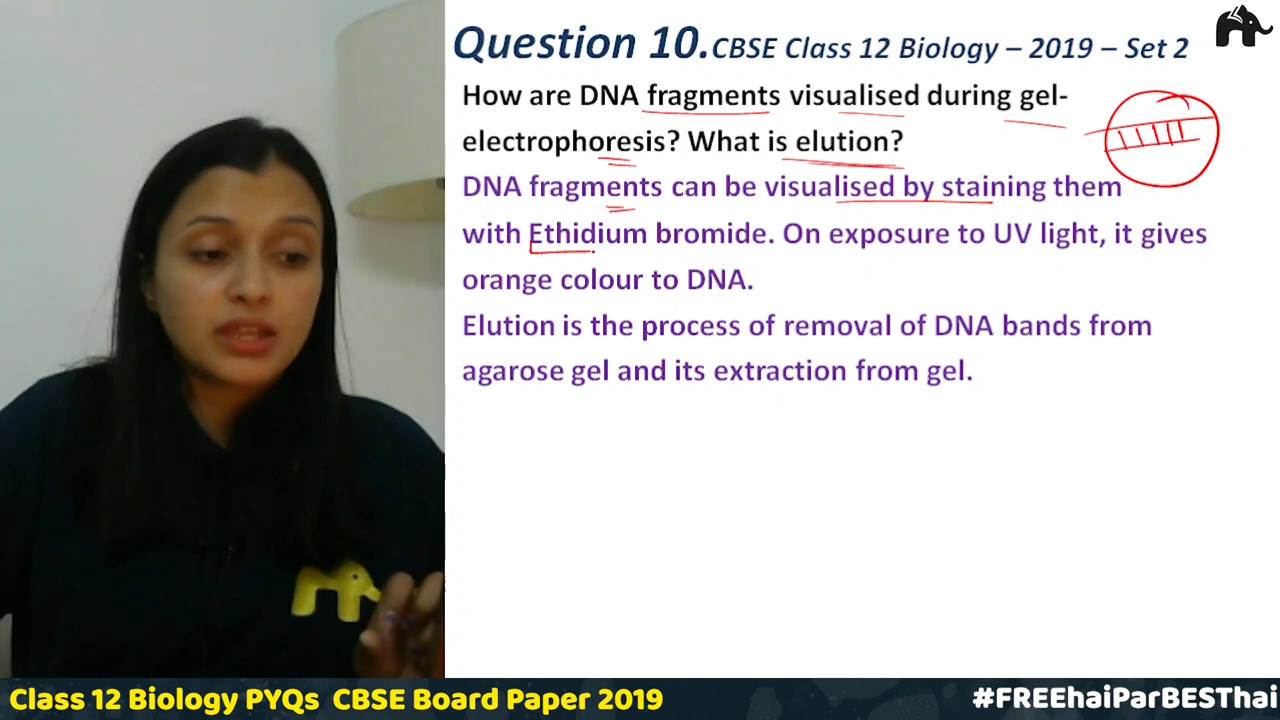 Question 10.CBSE Class 12 Biology – 2019 – Set 2
How are DNA fragments visualised during gel-
electrophoresis? What is elution?
DNA fragments can be visualised by staining them
with Ethidium bromide. On exposure to UV light, it gives
orange colour to DNA.
Elution is the process of removal of DNA bands from
agarose gel and its extraction from gel.
Class 12 Biology PYQs CBSE Board Paper 2019
#FREEhaiParBESThai